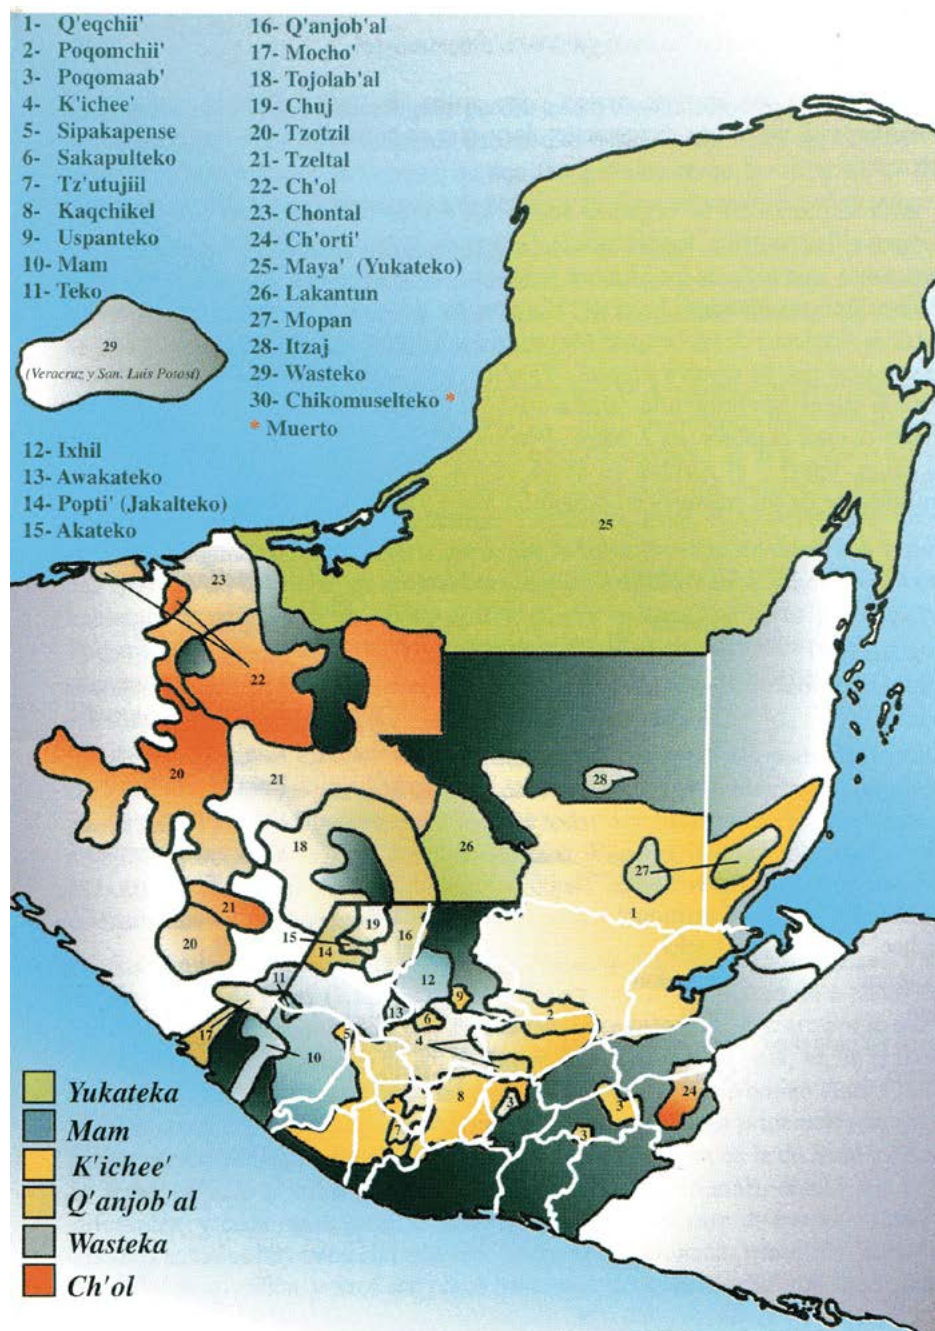 1- Q'eqchii'
2- Poqomchii'
3- Poqomaab'
4- K'ichee'
5- Sipakapense
6- Sakapulteko
7- Tz'utujiil
8- Kaqchikel
9- Uspanteko
10- Mam
11- Teko
29
(Veracruz y San. Luis Potosí)
12- Ixhil
13- Awakateko
14- Popti' (Jakalteko)
15- Akateko
16- Q'anjob'al
17- Mocho'
18- Tojolab'al
19- Chuj
20- Tzotzil
21- Tzeltal
22- Ch'ol
23- Chontal
24- Ch'orti'
25- Maya' (Yukateko)
26- Lakantun
27- Mopan
28- Itzaj
29- Wasteko
30- Chikomuselteko *
* Muerto
25
23
22
20
21
28
18
26
27
21
1
19
15
16
20
14
11
12
9
13
6
2
17
5
10
4
24
8
3
3
7
3
Yukateka
Mam
K'ichee'
Q'anjob'al
Wasteka
Ch'ol